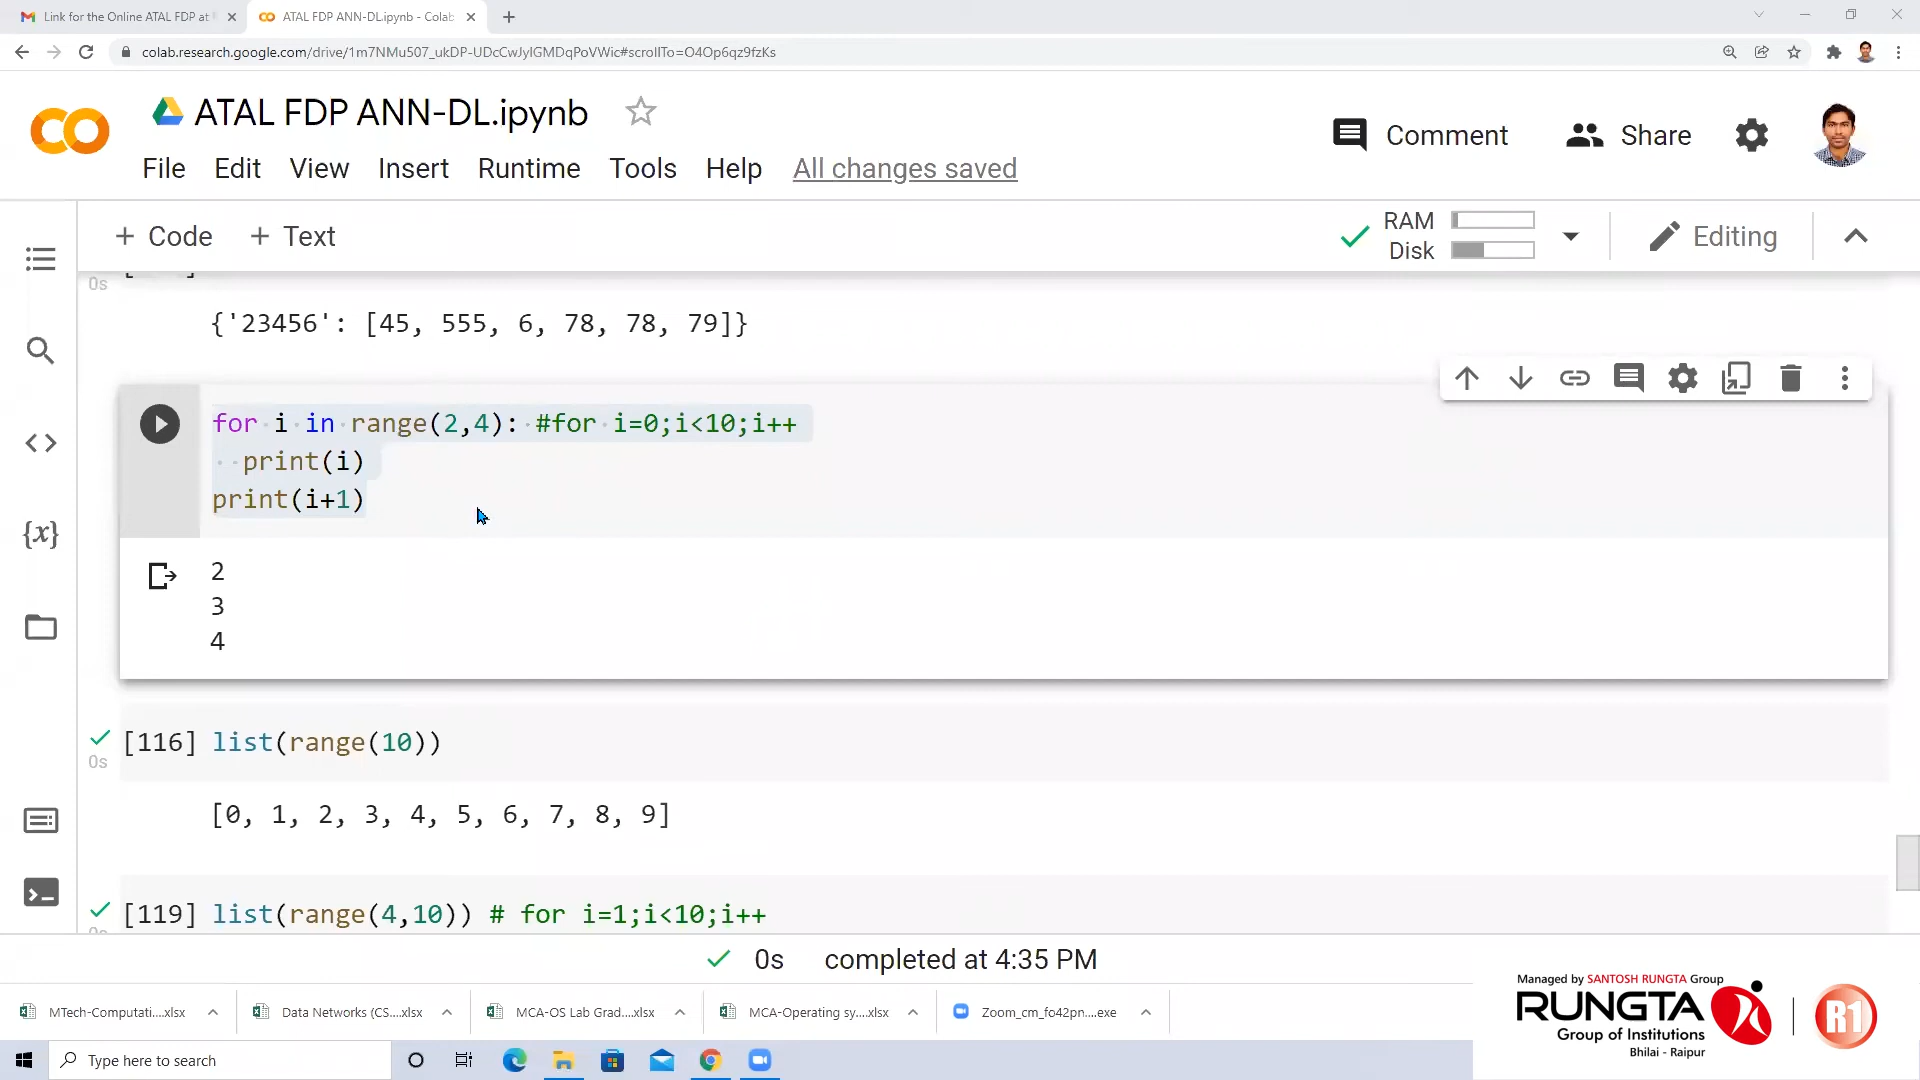 Link for the Online ATAL FDP at
ATAL FDP ANN-DL.ipynb - Colab
colab.research.google.com/drive/1m7NMu507_ukDP-UDcCwJyIGMDqPoVWic#scrollTo=O4Op6qz9fzKs
ATAL FDP ANN-DL.ipynb
Comment
Share
File Edit View Insert Runtime Tools Help All changes saved
+ Code + Text
RAM
Disk
Editing
0s
{'23456': [45, 555, 6, 78, 78, 79]}
for i in range(2,4): #for i=0;i<10;i++
print(i)
print(i+1)
2
3
4
[116] list(range(10))
0s
[0, 1, 2, 3, 4, 5, 6, 7, 8, 9]
[119] list(range(4,10)) # for i=1;i<10;i++
0s completed at 4:35 PM
MTech-Computati....xlsx
Data Networks (CS....xlsx
MCA-OS Lab Grad....xlsx
MCA-Operating sy....xlsx
Zoom_cm_fo42pn....exe
Managed by SANTOSH RUNGTA Group
RUNGTA
Group of Institutions
Bhilai - Raipur
R1
Type here to search